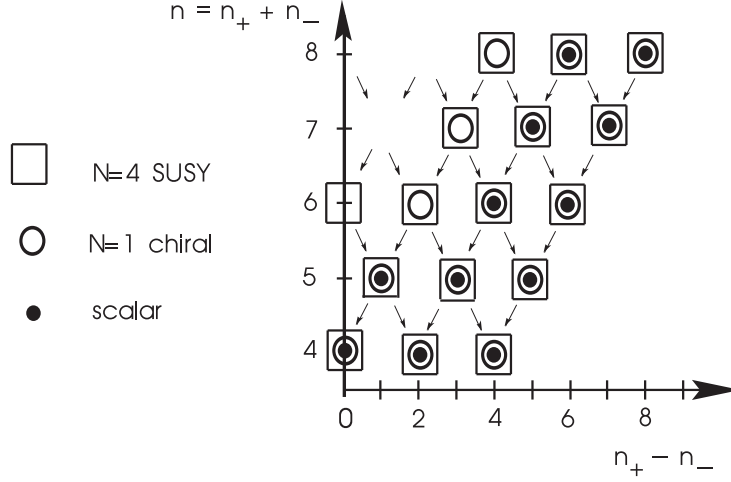 n = n₊ + n₋
8
7
N=4 SUSY
6
N=1 chiral
5
scalar
4
0 2 4 6 8
n₊ − n₋